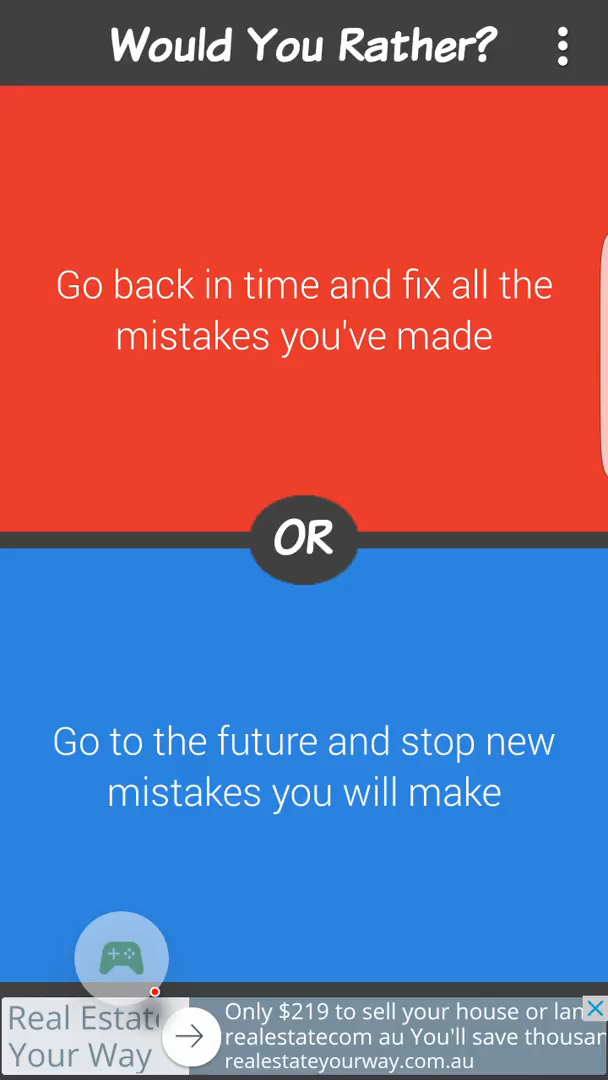 Would You Rather?
Go back in time and fix all the
mistakes you've made
OR
Go to the future and stop new
mistakes you will make
Real Estate
Your Way
Only $219 to sell your house or lan
realestatecom au You'll save thousan
realestateyourway.com.au